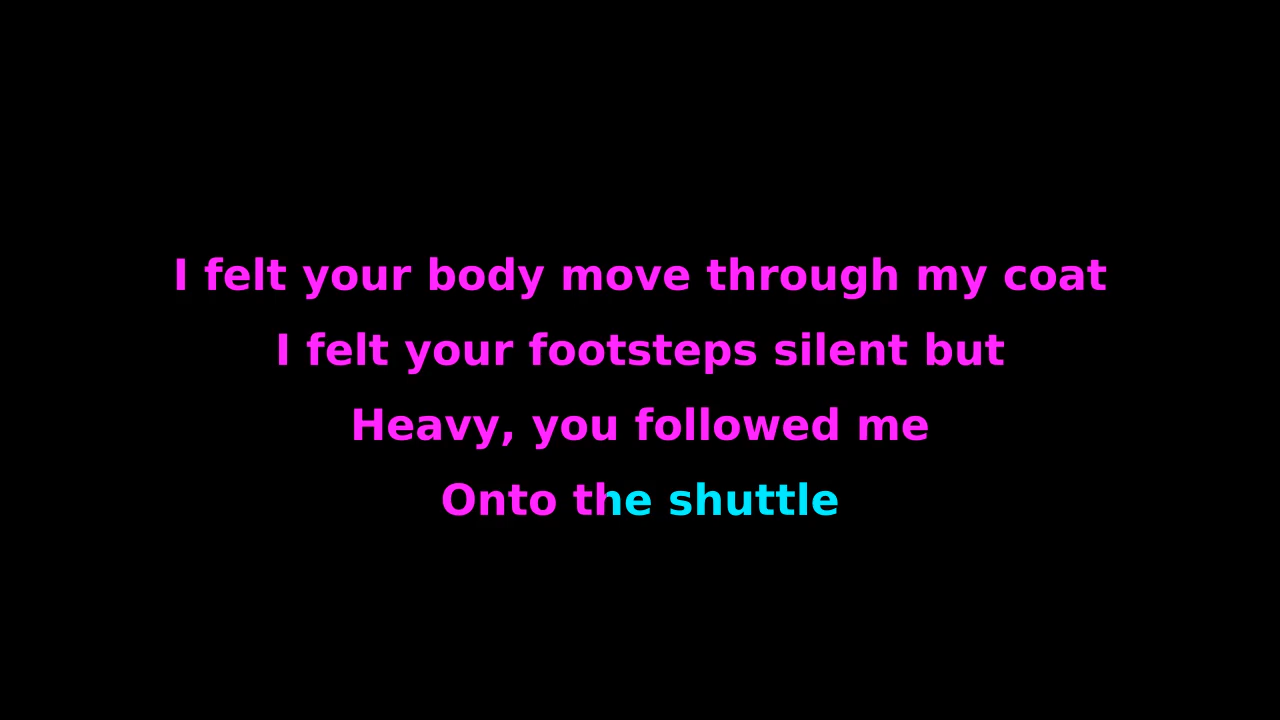 I felt your body move through my coat
I felt your footsteps silent but
Heavy, you followed me
Onto the shuttle